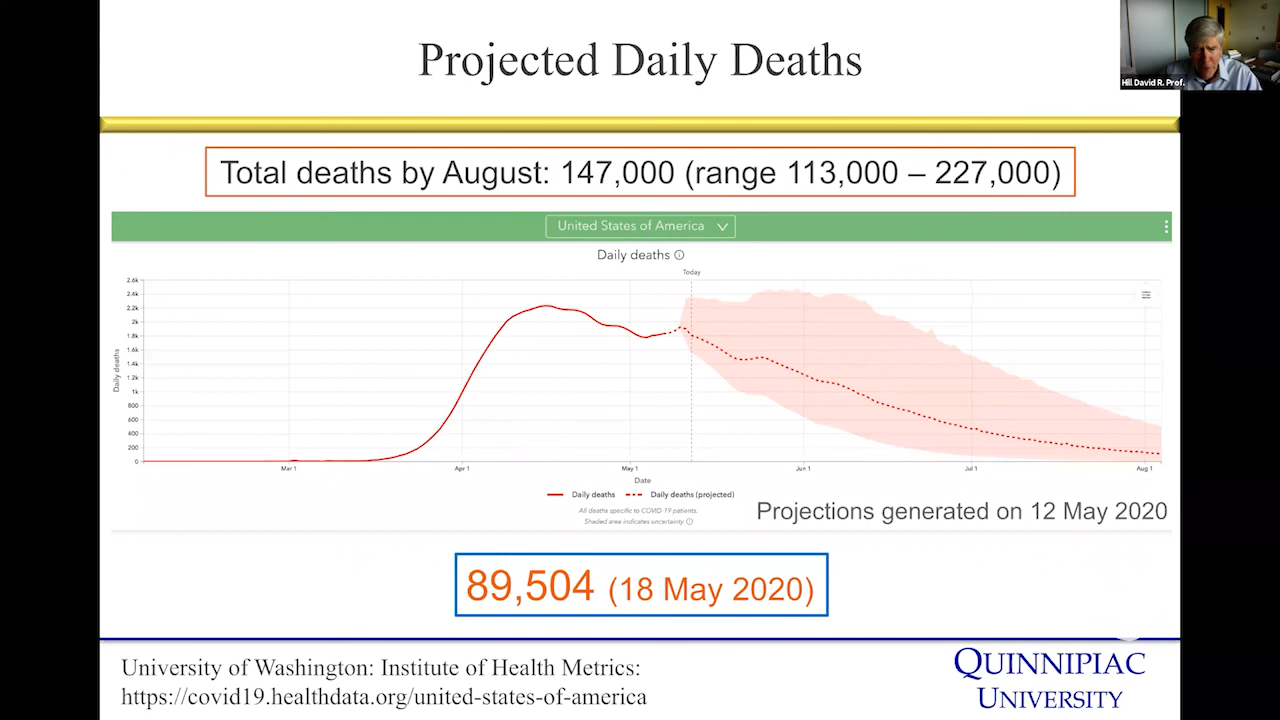 Projected Daily Deaths
Hill David R. Prof.
Total deaths by August: 147,000 (range 113,000 – 227,000)
United States of America
Daily deaths
Today
2.6k
2.4k
2.2k
2k
1.8k
1.6k
1.4k
1.2k
1k
800
600
400
200
0
Daily deaths
Mar 1
Apr 1
May 1
Jun 1
Jul 1
Aug 1
Date
Daily deaths
Daily deaths (projected)
All deaths specific to COVID-19 patients.
Shaded area indicates uncertainty
Projections generated on 12 May 2020
89,504 (18 May 2020)
University of Washington: Institute of Health Metrics:
https://covid19.healthdata.org/united-states-of-america
QUINNIPIAC
UNIVERSITY